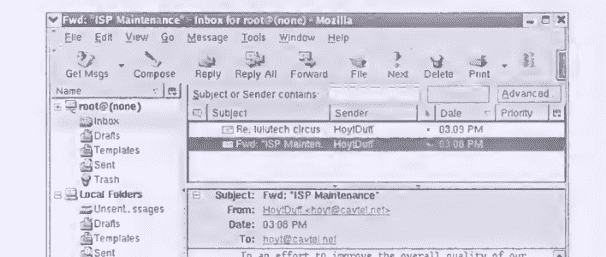 Fwd: "ISP Maintenance" - Inbox for root@(none) - Mozilla
File Edit View Go Message Tools Window Help
Get Msgs Compose Reply Reply All Forward File Next Delete Print
Name
Subject or Sender contains: Advanced..
Subject Sender Date Priority
root@(none)
Inbox
Drafts
Templates
Sent
Trash
Local Folders
Unsent..ssages
Drafts
Templates
Sent
Re. lulutech circus HoytDuff 03.09 PM
Fwd: "ISP Mainten. HoytDuff 03 08 PM
Subject: Fwd: "ISP Maintenance"
From: HoytDuff <hoyt@cavtel.net>
Date: 03:08 PM
To: hoyt@cavtel.net
In an effort to improve the overall quality of our